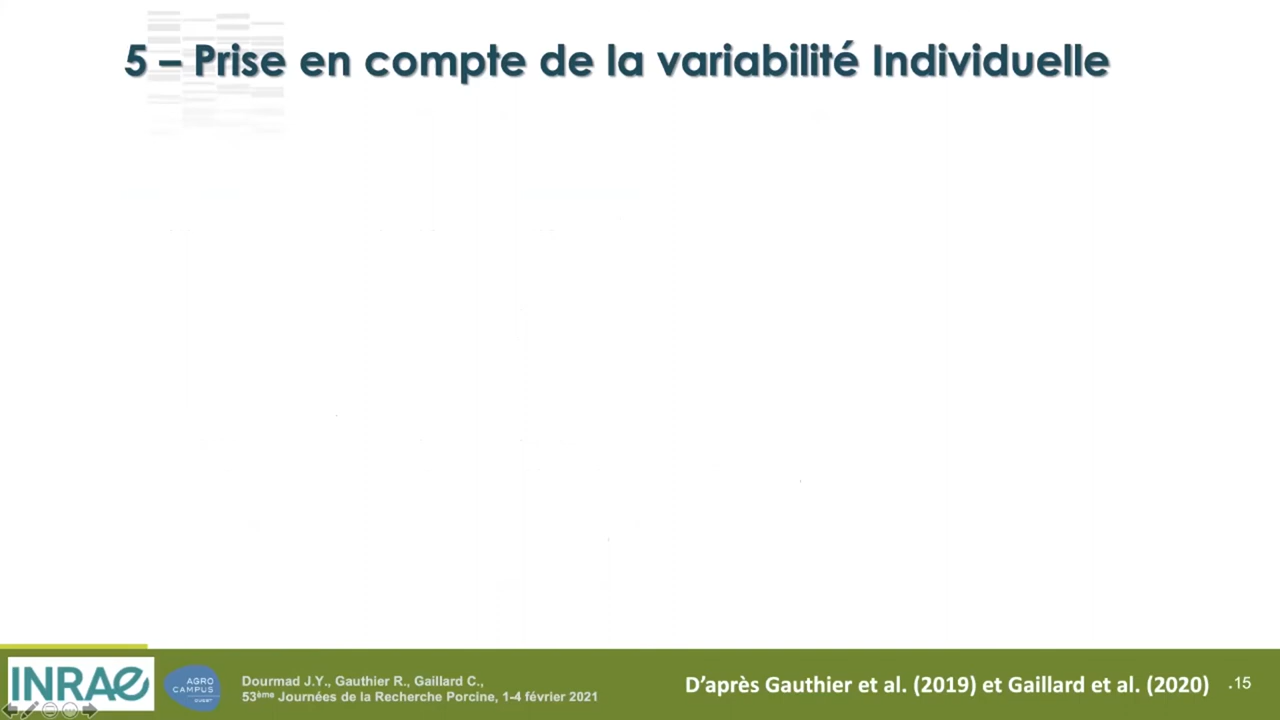 5 – Prise en compte de la variabilité Individuelle
INRAE
AGRO
CAMPUS
OUEST
Dourmad J.Y., Gauthier R., Gaillard C.,
53ème Journées de la Recherche Porcine, 1-4 février 2021
D'après Gauthier et al. (2019) et Gaillard et al. (2020)
.15